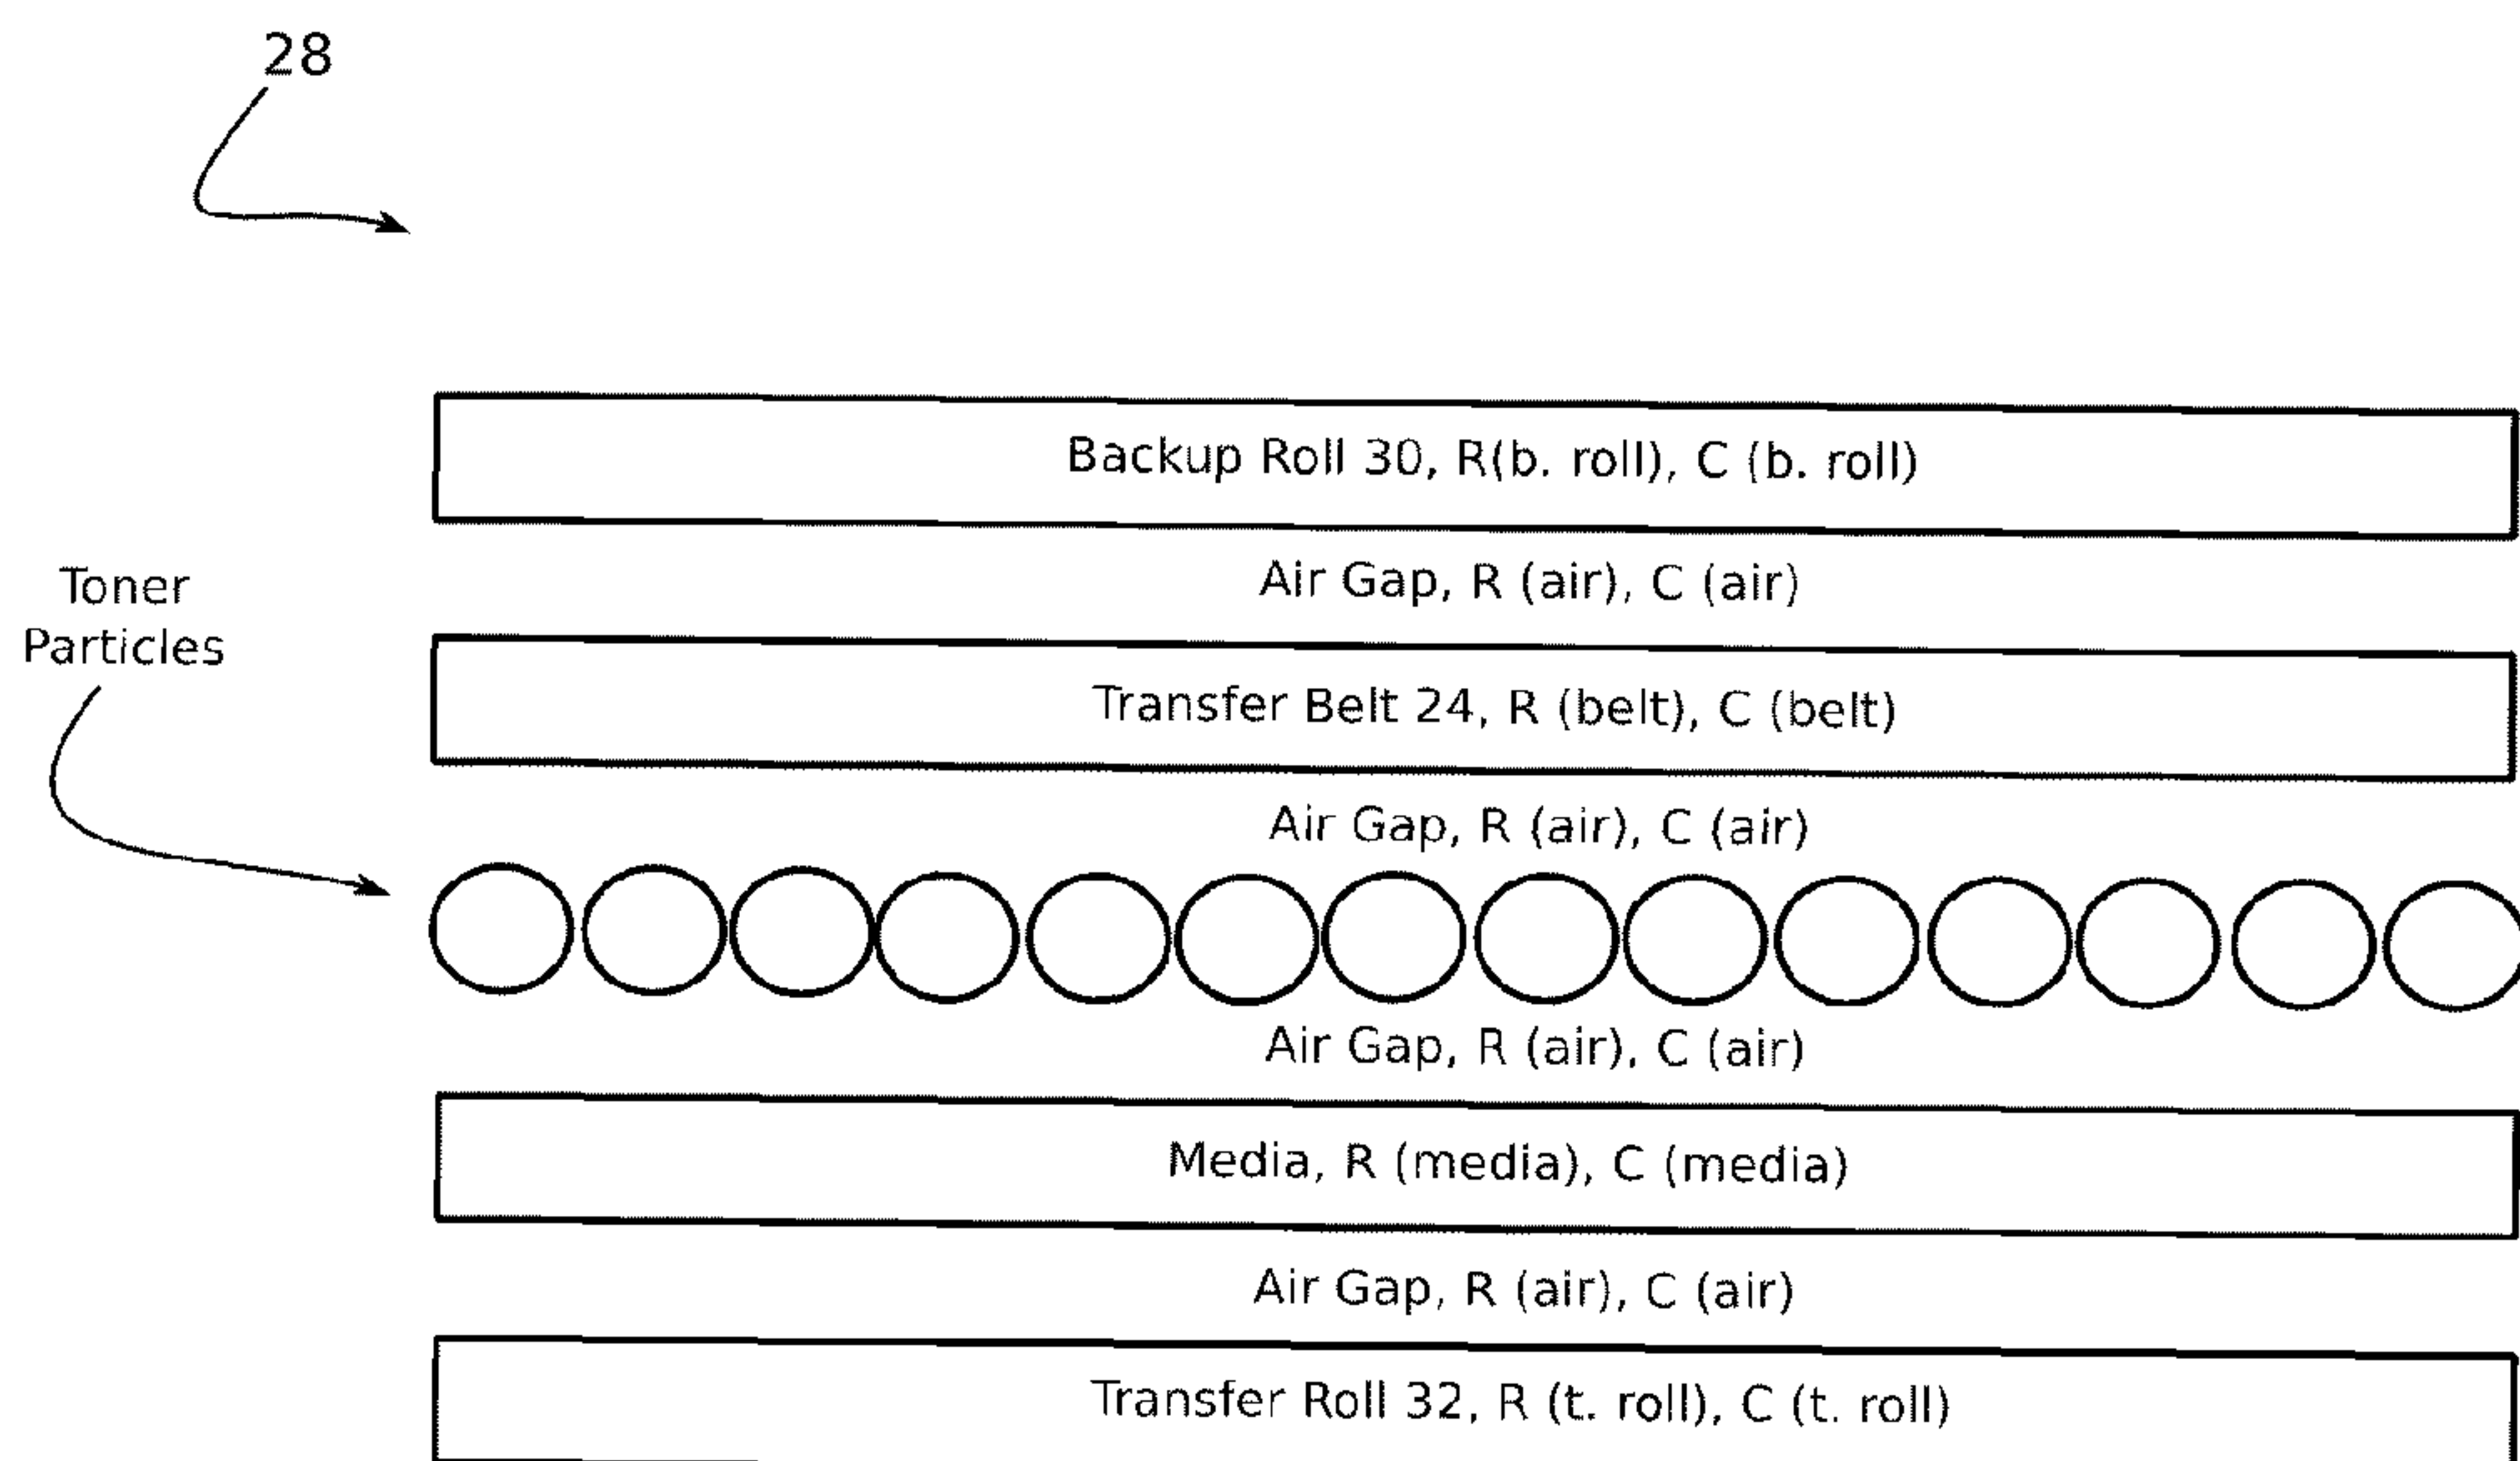 28
Backup Roll 30, R(b. roll), C (b. roll)
Air Gap, R (air), C (air)
Toner
Particles
Transfer Belt 24, R (belt), C (belt)
Air Gap, R (air), C (air)
Air Gap, R (air), C (air)
Media, R (media), C (media)
Air Gap, R (air), C (air)
Transfer Roll 32, R (t. roll), C (t. roll)